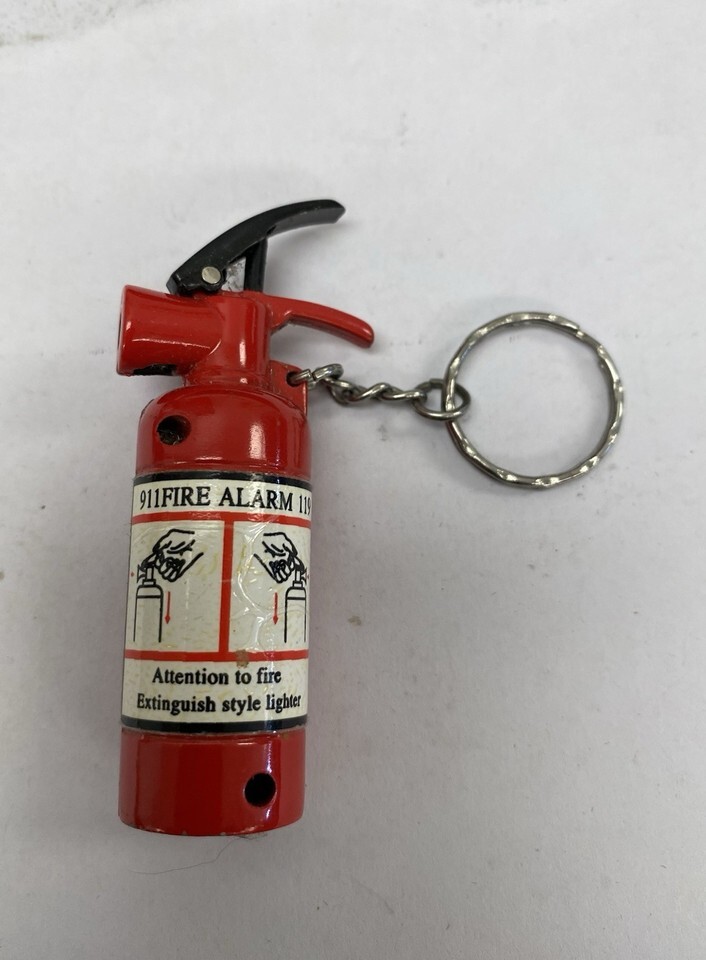 911FIRE ALARM 119
Attention to fire
Extinguish style lighter